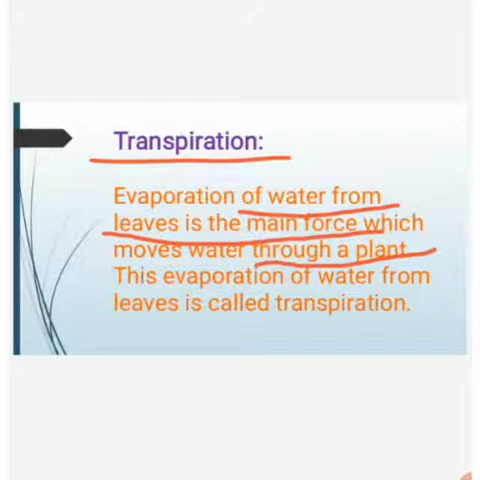 Transpiration:
Evaporation of water from
leaves is the main force which
moves water through a plant
This evaporation of water from
leaves is called transpiration.